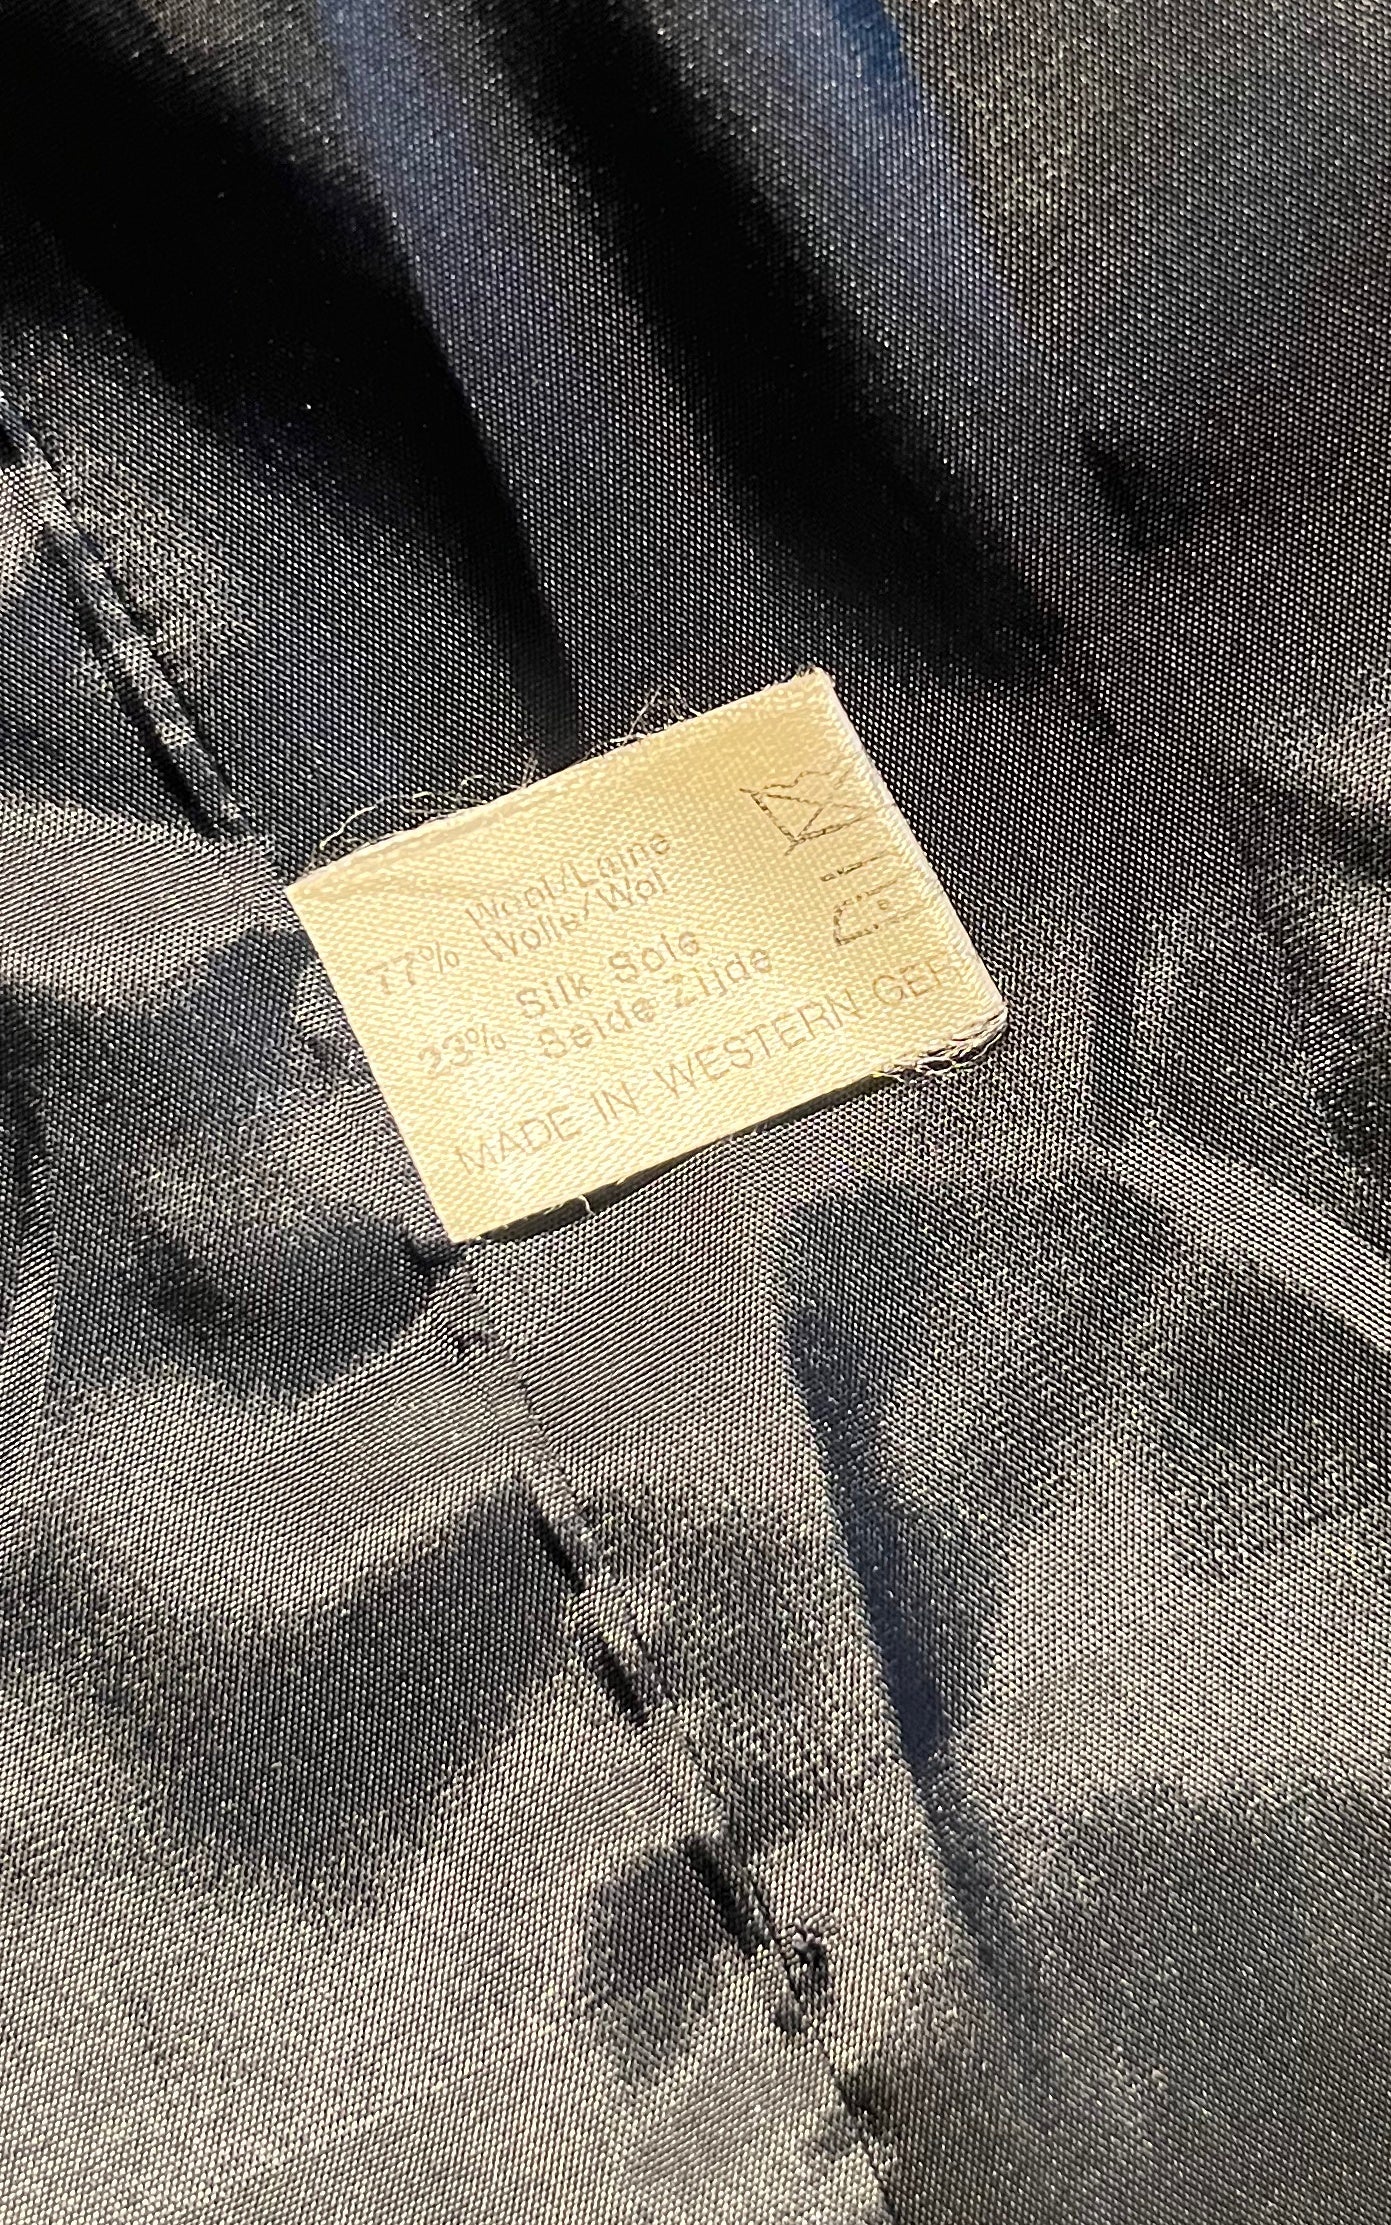 Wool/Laine
77% Wolle/Wol
Silk Soie
23% Seide Zijde
MADE IN WESTERN GER